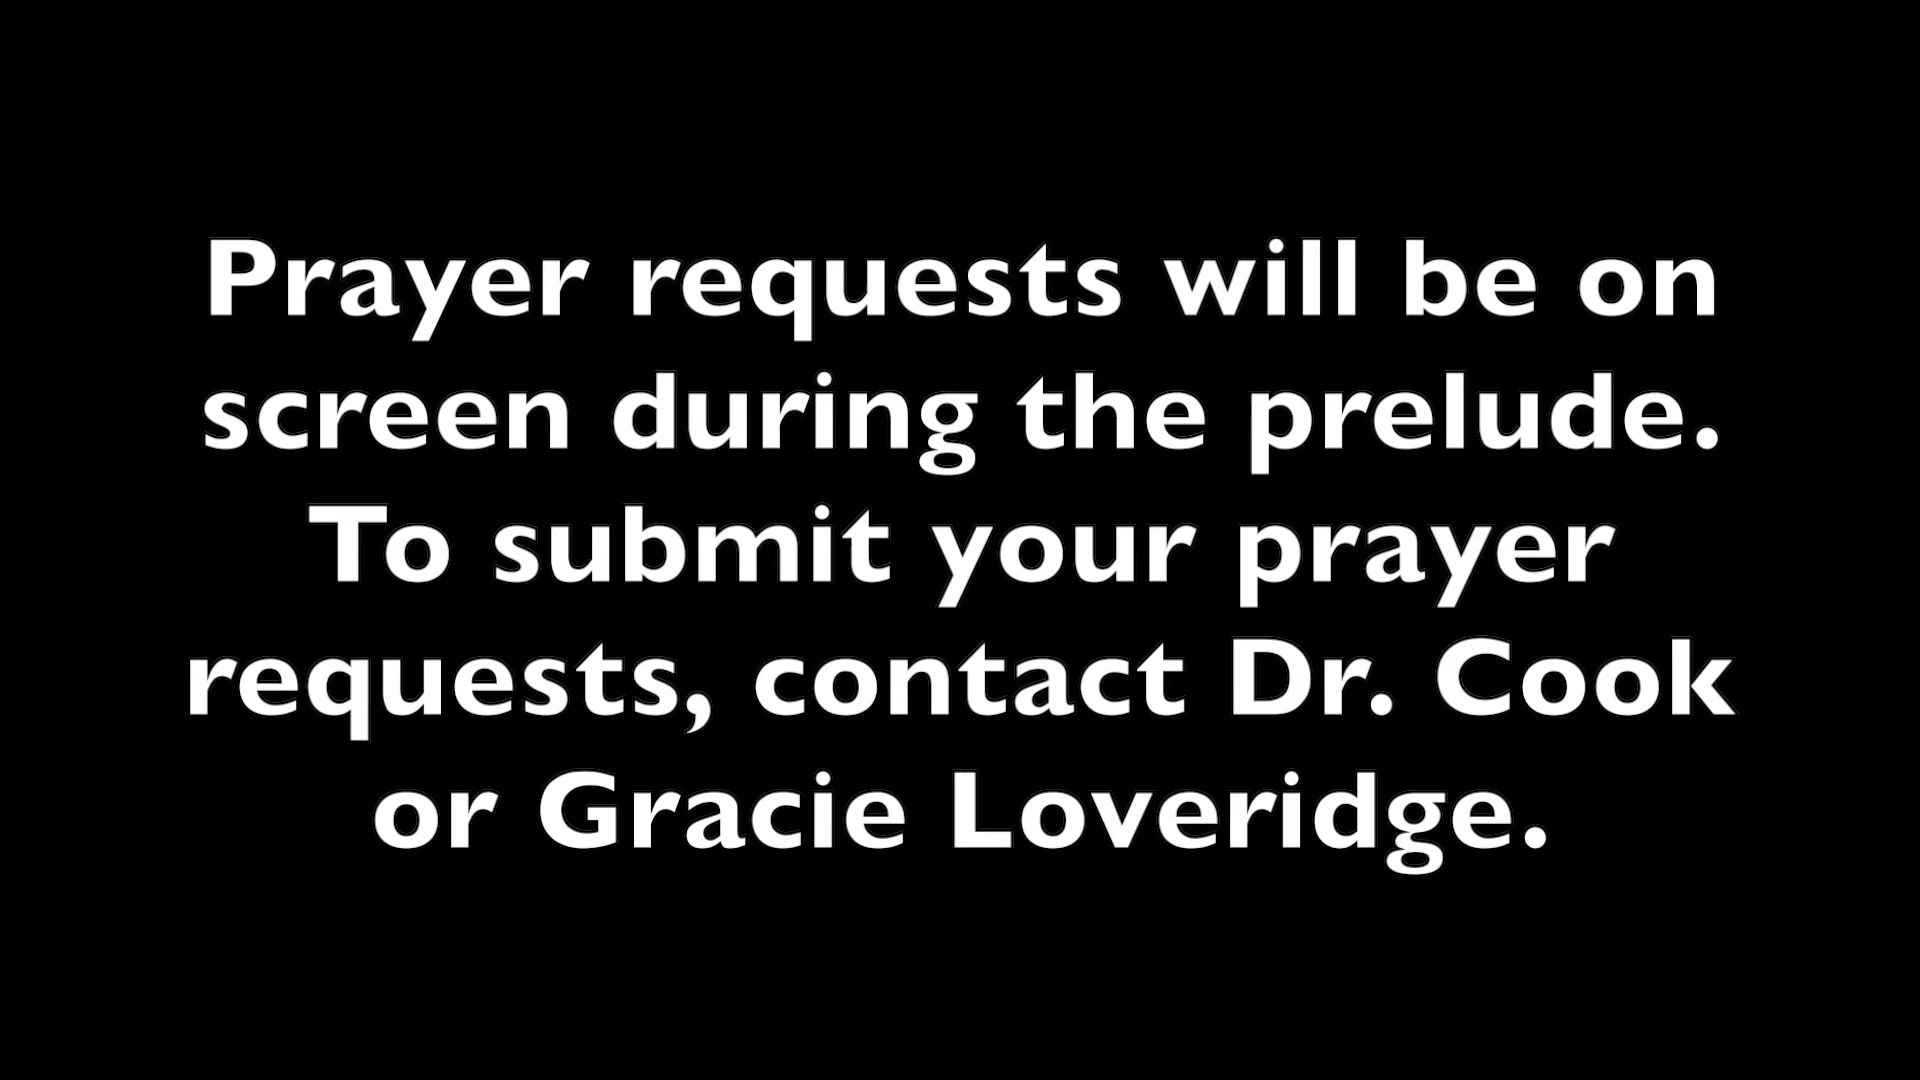 Prayer requests will be on
screen during the prelude.
To submit your prayer
requests, contact Dr. Cook
or Gracie Loveridge.